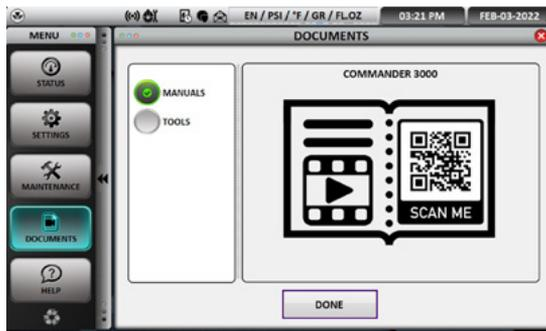 EN / PSI / °F / GR / FL.OZ
03:21 PM
FEB-03-2022
MENU
DOCUMENTS
STATUS
SETTINGS
MAINTENANCE
DOCUMENTS
HELP
MANUALS
TOOLS
COMMANDER 3000
SCAN ME
DONE